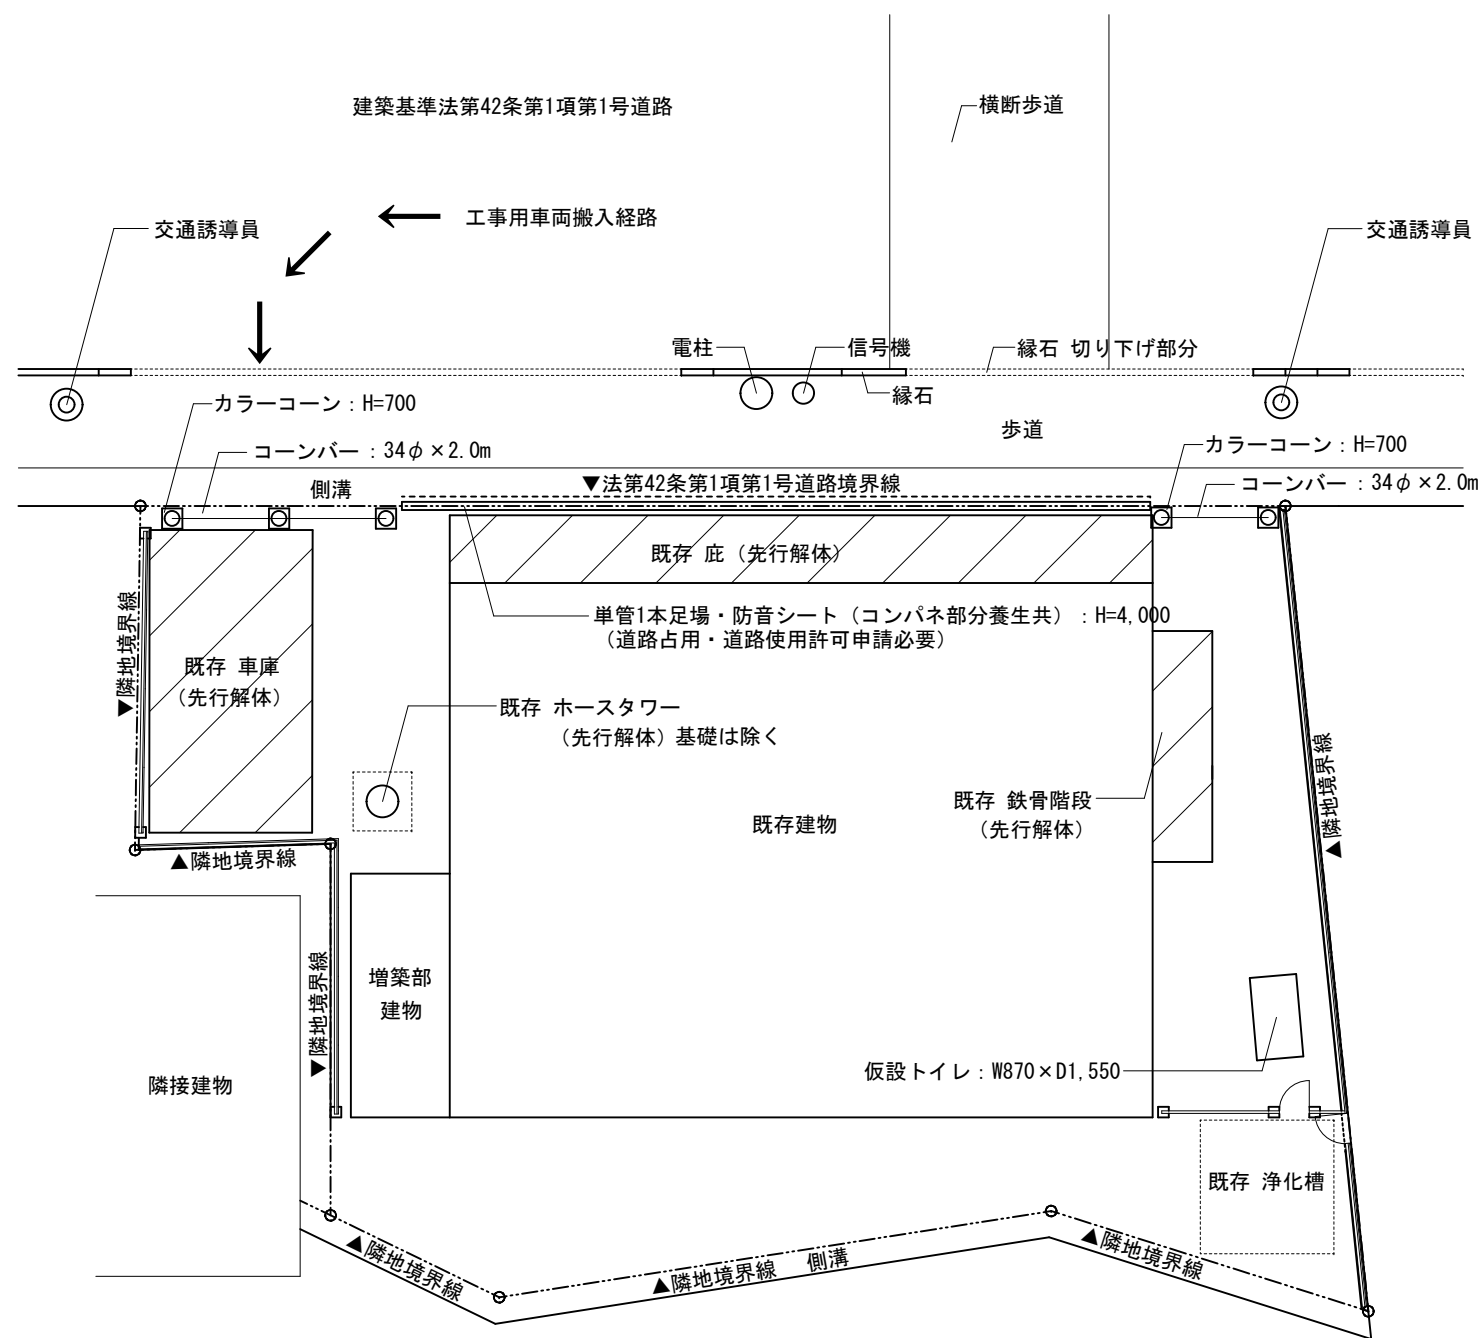 建築基準法第42条第1項第1号道路
横断歩道
交通誘導員
工事用車両搬入経路
交通誘導員
電柱
信号機
縁石 切り下げ部分
縁石
カラーコーン：H=700
歩道
カラーコーン：H=700
コーンバー：34φ×2.0m
側溝
▼法第42条第1項第1号道路境界線
コーンバー：34φ×2.0m
既存 庇（先行解体）
単管1本足場・防音シート（コンパネ部分養生共）：H=4,000
（道路占用・道路使用許可申請必要）
▼隣地境界線
既存 車庫
（先行解体）
既存 ホースタワー
（先行解体）基礎は除く
既存 鉄骨階段
（先行解体）
既存建物
▲隣地境界線
▲隣地境界線
▼隣地境界線
増築部
建物
隣接建物
仮設トイレ：W870×D1,550
既存 浄化槽
▲隣地境界線
▲隣地境界線
側溝
▲隣地境界線